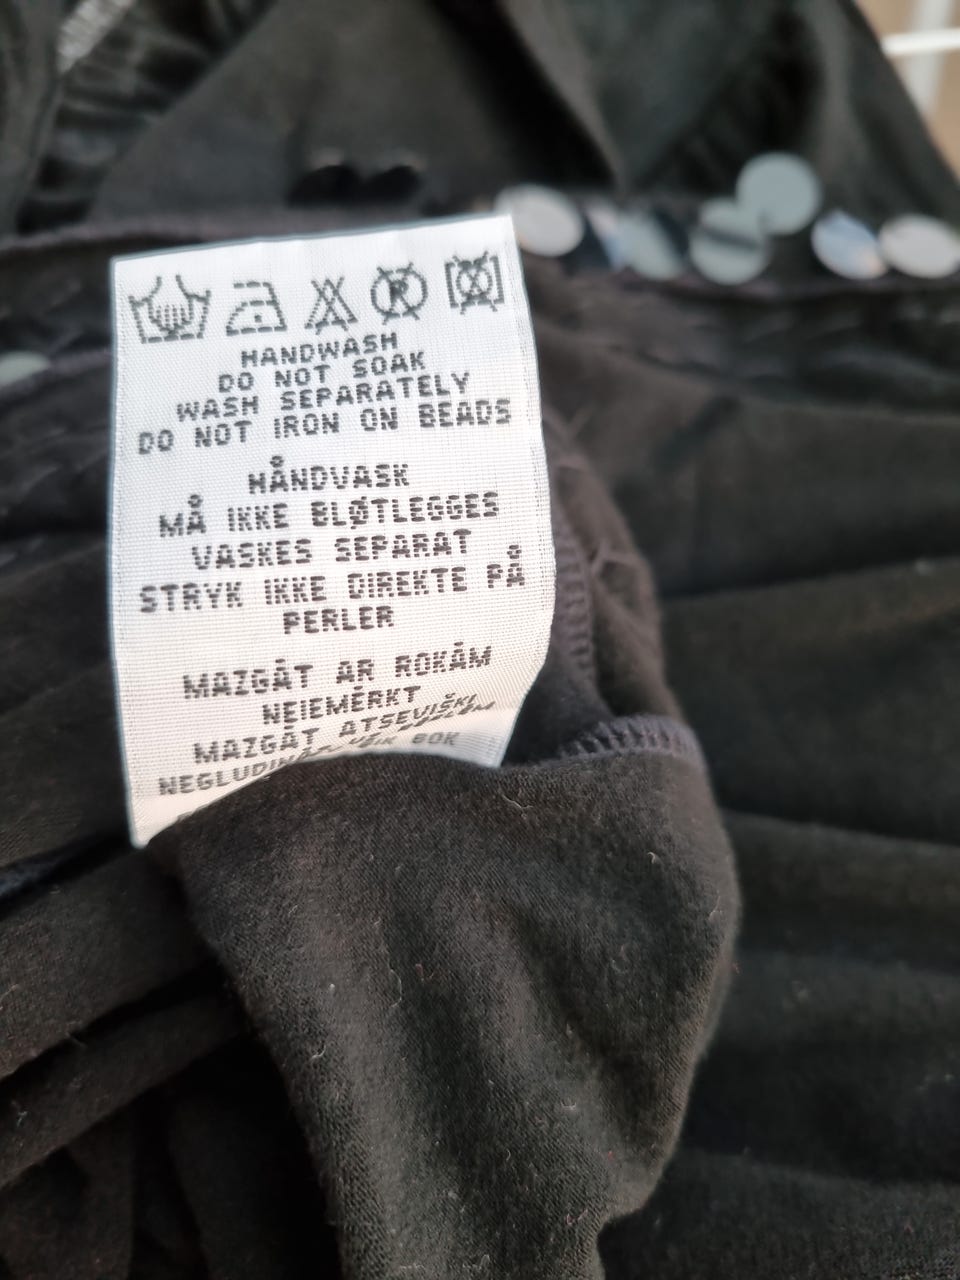 HANDWASH
DO NOT SOAK
WASH SEPARATELY
DO NOT IRON ON BEADS
HÅNDVASK
MÅ IKKE BLØTLEGGES
VASKES SEPARAT
STRYK IKKE DIREKTE PÅ
PERLER
MAZGĀT AR ROKĀM
NEIEMĒRKT
MAZGĀT ATSEVIŠĶI